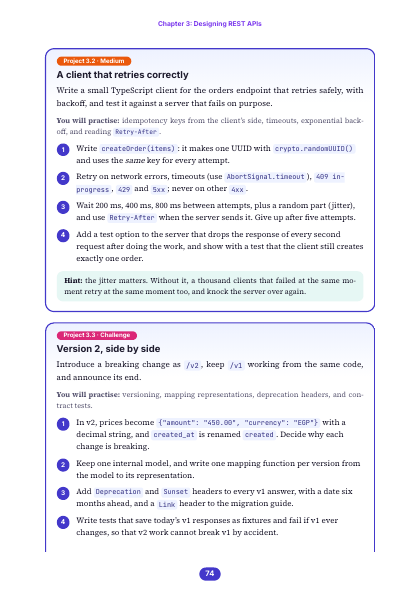 Chapter 3: Designing REST APIs
Project 3.2 · Medium
A client that retries correctly
Write a small TypeScript client for the orders endpoint that retries safely, with
backoff, and test it against a server that fails on purpose.
You will practise: idempotency keys from the client's side, timeouts, exponential back-
off, and reading Retry-After.
1 Write createOrder(items): it makes one UUID with crypto.randomUUID()
and uses the same key for every attempt.
2 Retry on network errors, timeouts (use AbortSignal.timeout), 409 in-
progress, 429 and 5xx; never on other 4xx.
3 Wait 200 ms, 400 ms, 800 ms between attempts, plus a random part (jitter),
and use Retry-After when the server sends it. Give up after five attempts.
4 Add a test option to the server that drops the response of every second
request after doing the work, and show with a test that the client still creates
exactly one order.
Hint: the jitter matters. Without it, a thousand clients that failed at the same mo-
ment retry at the same moment too, and knock the server over again.
Project 3.3 · Challenge
Version 2, side by side
Introduce a breaking change as /v2, keep /v1 working from the same code,
and announce its end.
You will practise: versioning, mapping representations, deprecation headers, and con-
tract tests.
1 In v2, prices become {"amount": "450.00", "currency": "EGP"} with a
decimal string, and created_at is renamed created. Decide why each
change is breaking.
2 Keep one internal model, and write one mapping function per version from
the model to its representation.
3 Add Deprecation and Sunset headers to every v1 answer, with a date six
months ahead, and a Link header to the migration guide.
4 Write tests that save today's v1 responses as fixtures and fail if v1 ever
changes, so that v2 work cannot break v1 by accident.
74